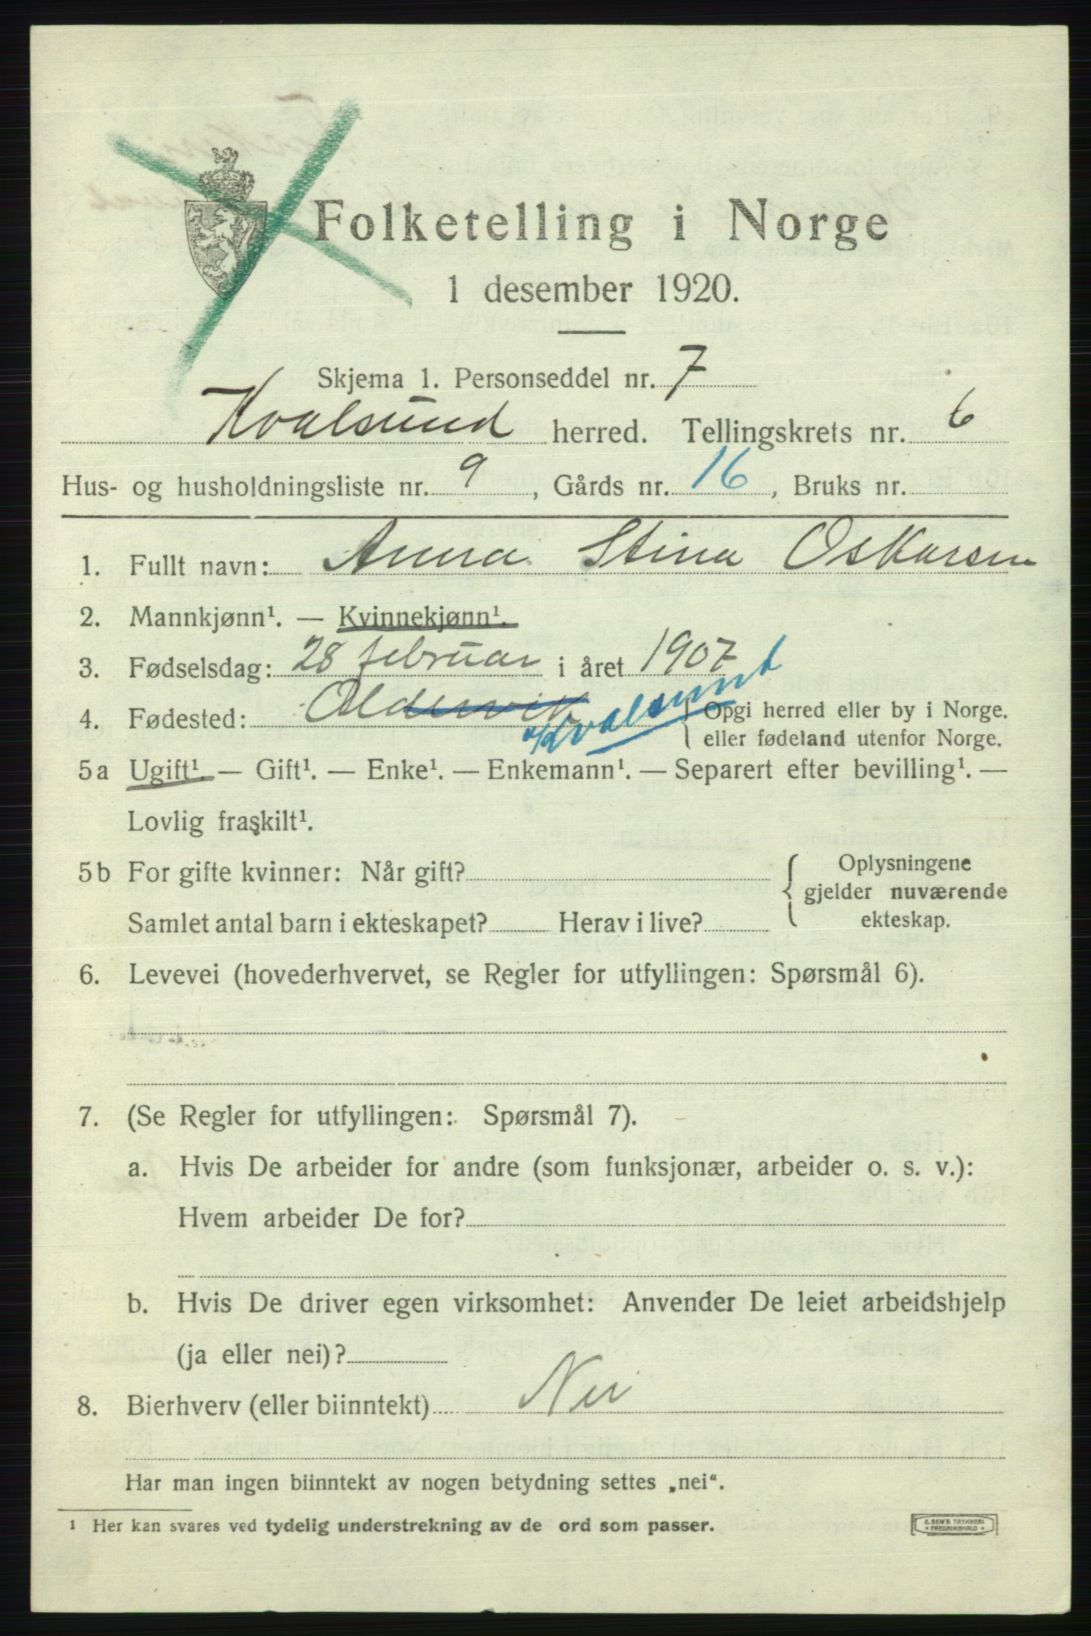 Folketelling i Norge
1 desember 1920.
Skjema 1. Personseddel nr. 7
Kvalsund herred. Tellingskrets nr. 6
Hus- og husholdningsliste nr. 9, Gårds nr. 16, Bruks nr.
1. Fullt navn: Anna Stina Oskarsen
2. Mannkjønn¹. — Kvinnekjønn¹.
3. Fødselsdag: 28 februar i året 1907
4. Fødested: Oldervik Kvalsund { Opgi herred eller by i Norge.
eller fødeland utenfor Norge.
5 a Ugift¹ — Gift¹. — Enke¹. — Enkemann¹. — Separert efter bevilling¹. —
Lovlig fraskilt¹.
5 b For gifte kvinner: Når gift? { Oplysningene
gjelder nuværende
ekteskap.
Samlet antal barn i ekteskapet? Herav i live?
6. Levevei (hovederhvervet, se Regler for utfyllingen: Spørsmål 6).
7. (Se Regler for utfyllingen: Spørsmål 7).
a. Hvis De arbeider for andre (som funksjonær, arbeider o. s. v.):
Hvem arbeider De for?
b. Hvis De driver egen virksomhet: Anvender De leiet arbeidshjelp
(ja eller nei)?
8. Bierhverv (eller biinntekt) Nei
Har man ingen biinntekt av nogen betydning settes „nei“.
¹ Her kan svares ved tydelig understrekning av de ord som passer.
E. SEM'S TRYKKERI
FREDRIKSHALD